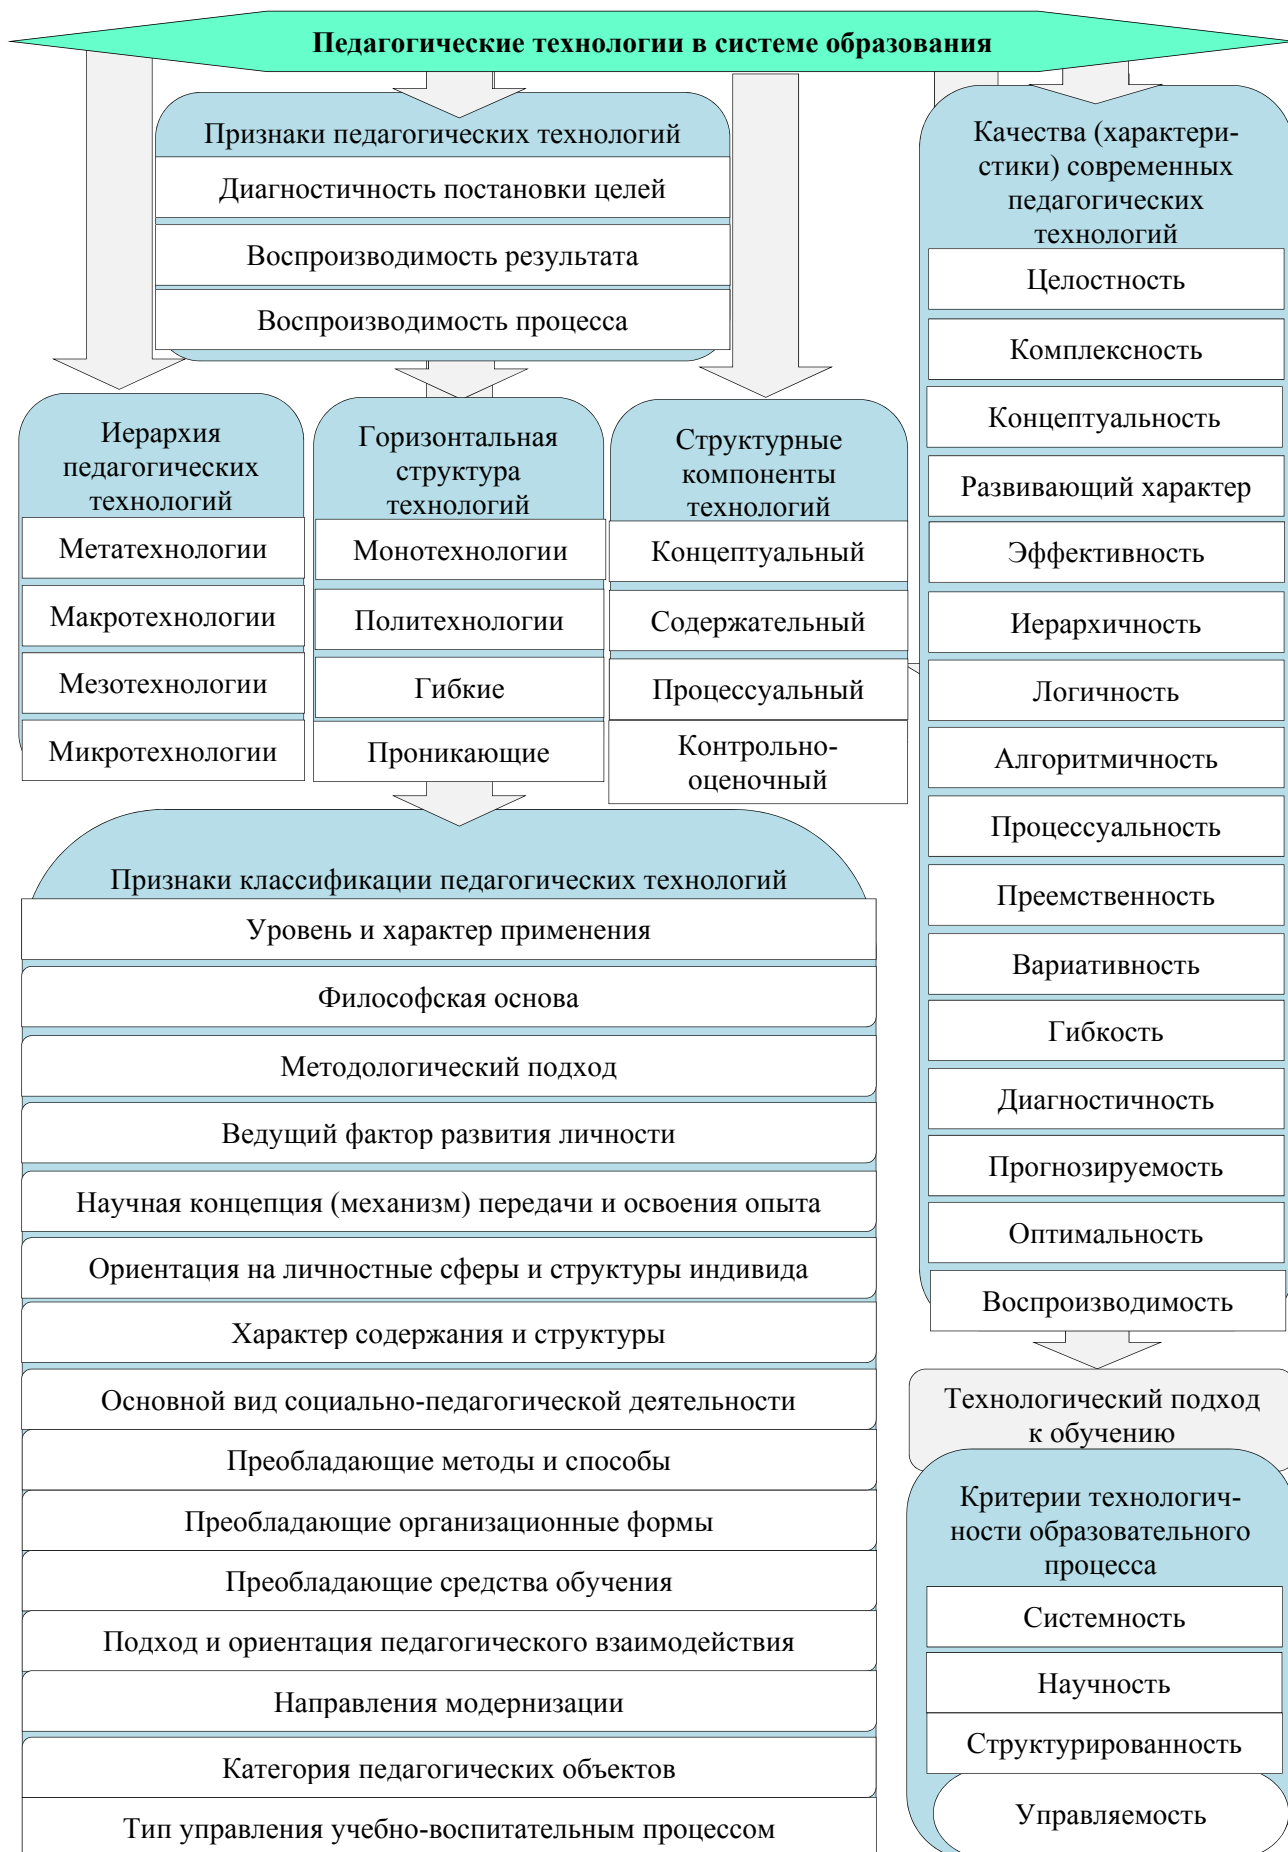 Педагогические технологии в системе образования
Признаки педагогических технологий
Диагностичность постановки целей
Воспроизводимость результата
Воспроизводимость процесса
Иерархия
педагогических
технологий
Метатехнологии
Макротехнологии
Мезотехнологии
Микротехнологии
Горизонтальная
структура
технологий
Монотехнологии
Политехнологии
Гибкие
Проникающие
Структурные
компоненты
технологий
Концептуальный
Содержательный
Процессуальный
Контрольно-
оценочный
Признаки классификации педагогических технологий
Уровень и характер применения
Философская основа
Методологический подход
Ведущий фактор развития личности
Научная концепция (механизм) передачи и освоения опыта
Ориентация на личностные сферы и структуры индивида
Характер содержания и структуры
Основной вид социально-педагогической деятельности
Преобладающие методы и способы
Преобладающие организационные формы
Преобладающие средства обучения
Подход и ориентация педагогического взаимодействия
Направления модернизации
Категория педагогических объектов
Тип управления учебно-воспитательным процессом
Качества (характери-
стики) современных
педагогических
технологий
Целостность
Комплексность
Концептуальность
Развивающий характер
Эффективность
Иерархичность
Логичность
Алгоритмичность
Процессуальность
Преемственность
Вариативность
Гибкость
Диагностичность
Прогнозируемость
Оптимальность
Воспроизводимость
Технологический подход
к обучению
Критерии технологич-
ности образовательного
процесса
Системность
Научность
Структурированность
Управляемость